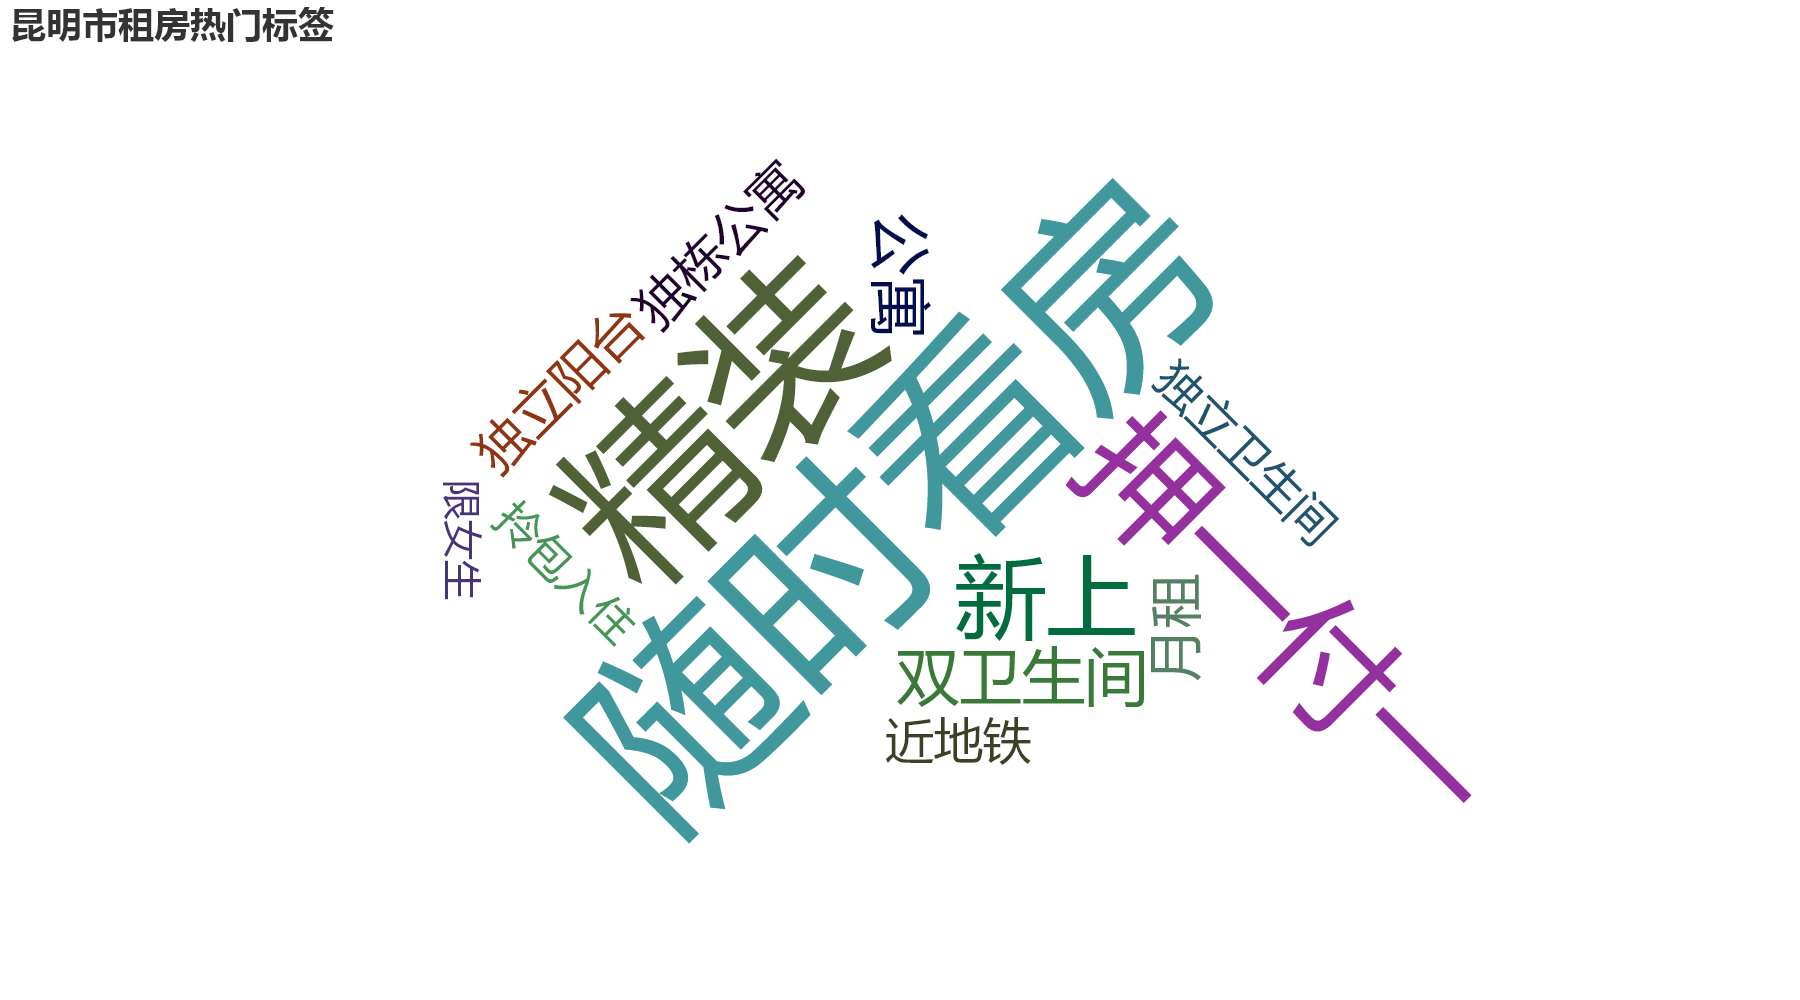 昆明市租房热门标签
独栋公寓
公寓
随时看房
精装
独立阳台
独立卫生间
押一付一
限女生
拎包入住
新上
月租
双卫生间
近地铁